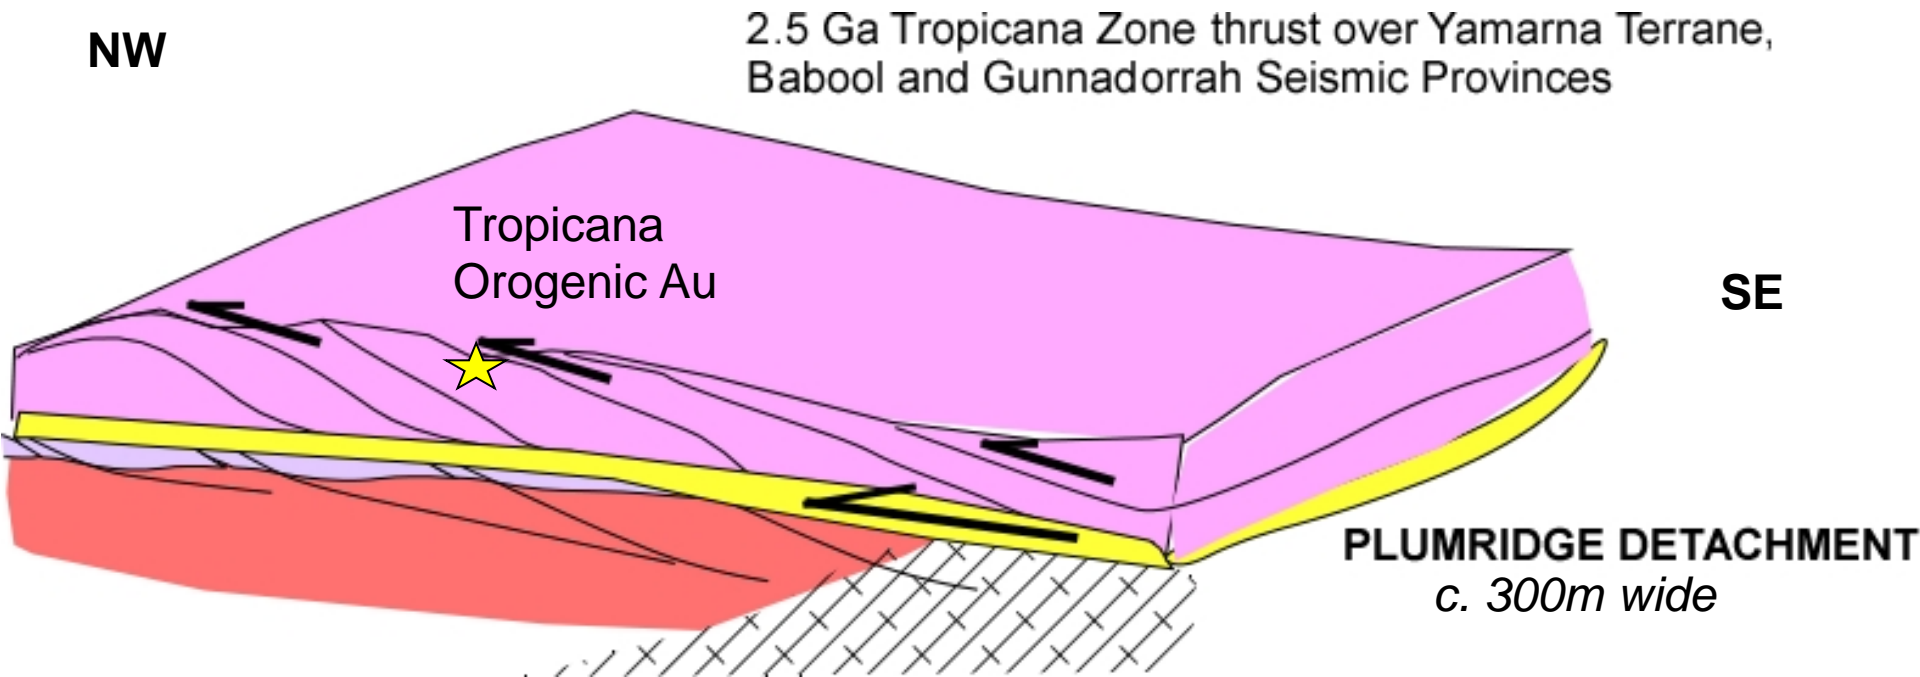 NW
2.5 Ga Tropicana Zone thrust over Yamarna Terrane,
Babool and Gunnadorrah Seismic Provinces
Tropicana
Orogenic Au
SE
PLUMRIDGE DETACHMENT
c. 300m wide